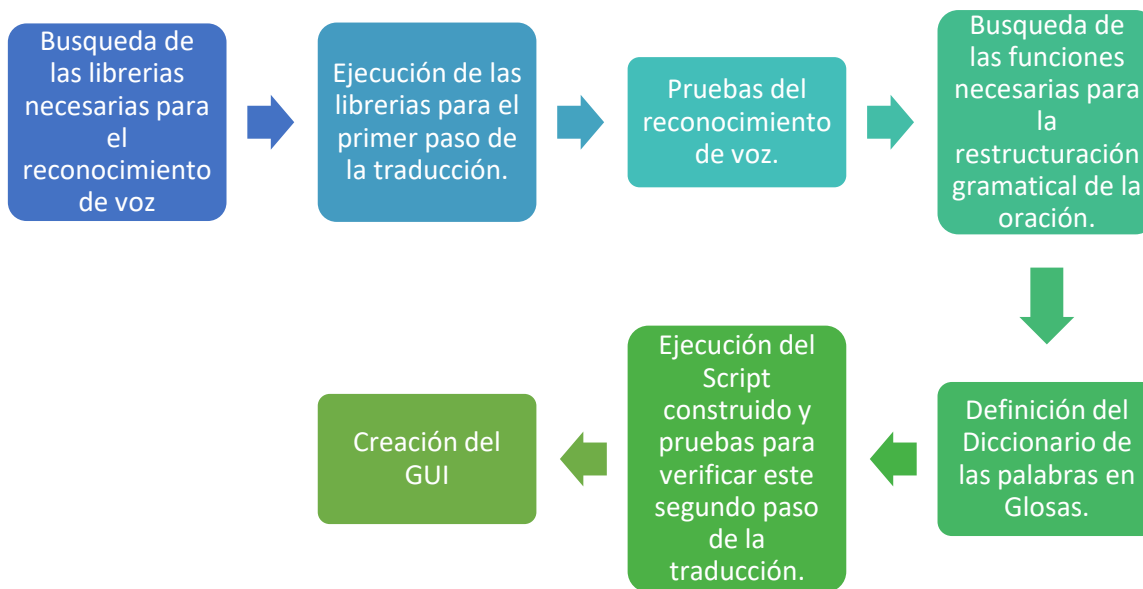 Busqueda de
las librerias
necesarias para
el
reconocimiento
de voz
Ejecución de las
librerias para el
primer paso de
la traducción.
Pruebas del
reconocimiento
de voz.
Busqueda de
las funciones
necesarias para
la
restructuración
gramatical de la
oración.
Definición del
Diccionario de
las palabras en
Glosas.
Ejecución del
Script
construido y
pruebas para
verificar este
segundo paso
de la
traducción.
Creación del
GUI